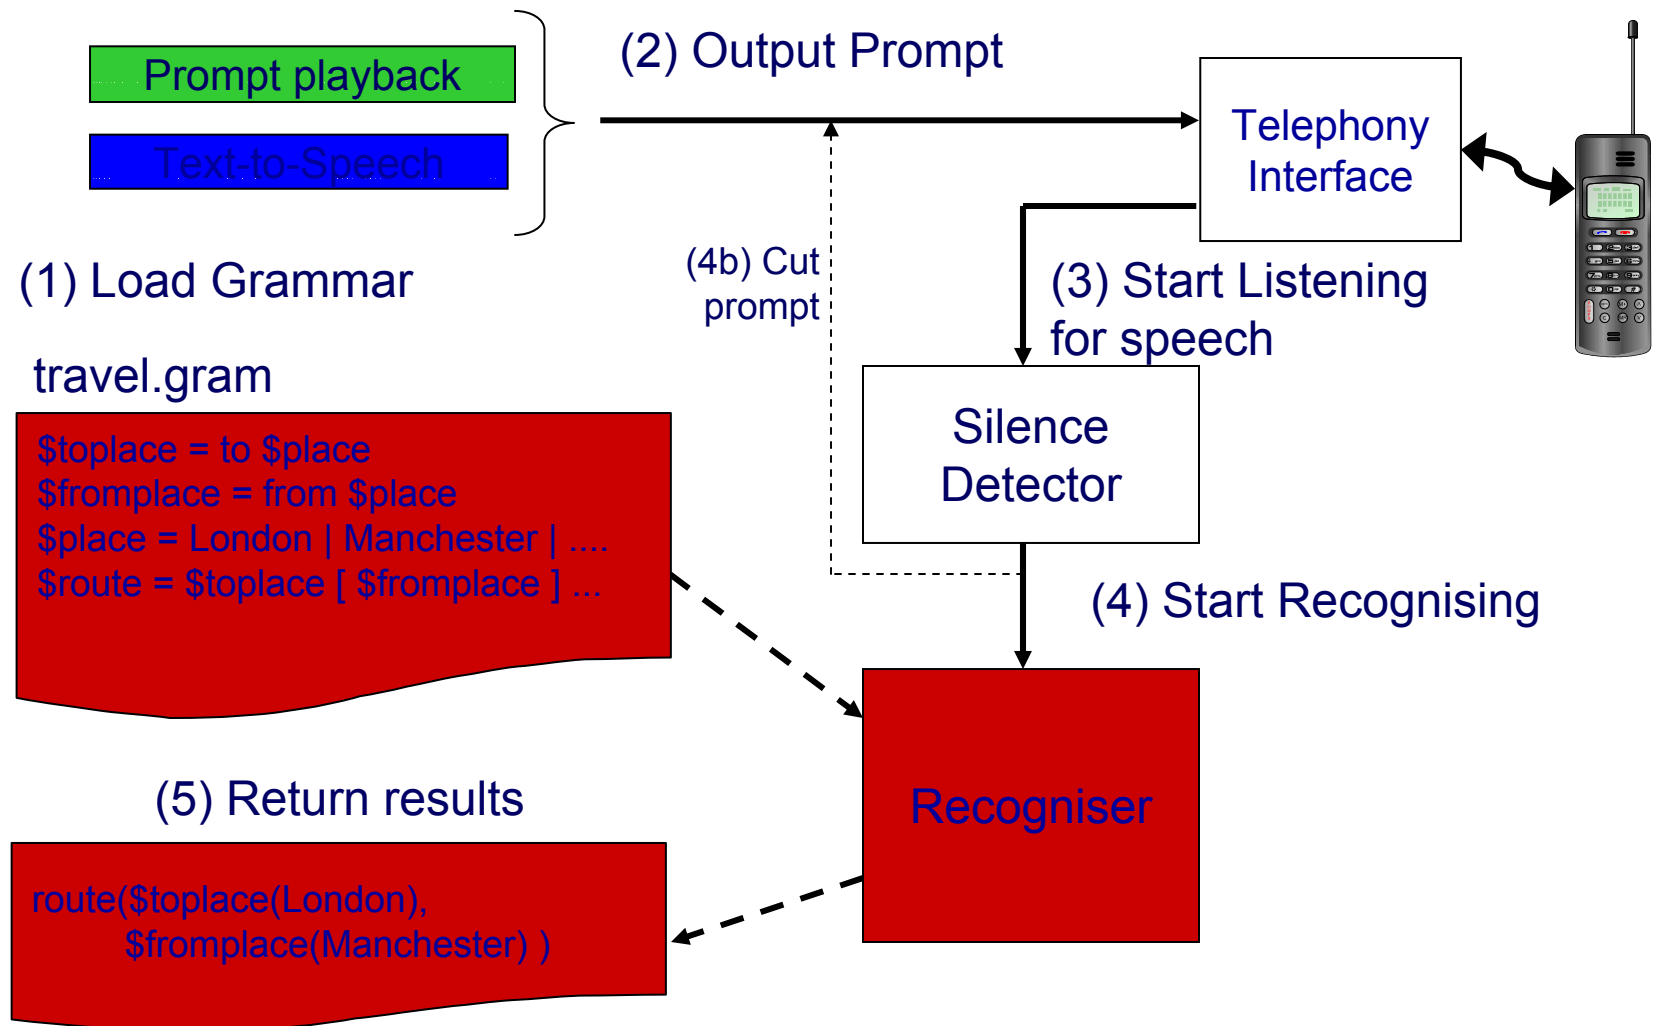 (2) Output Prompt
Prompt playback
Text-to-Speech
Telephony
Interface
(1) Load Grammar
(4b) Cut
prompt
(3) Start Listening
for speech
travel.gram
$toplace = to $place
$fromplace = from $place
$place = London | Manchester | ....
$route = $toplace [ $fromplace ] ...
Silence
Detector
(4) Start Recognising
Recogniser
(5) Return results
route($toplace(London),
$fromplace(Manchester) )